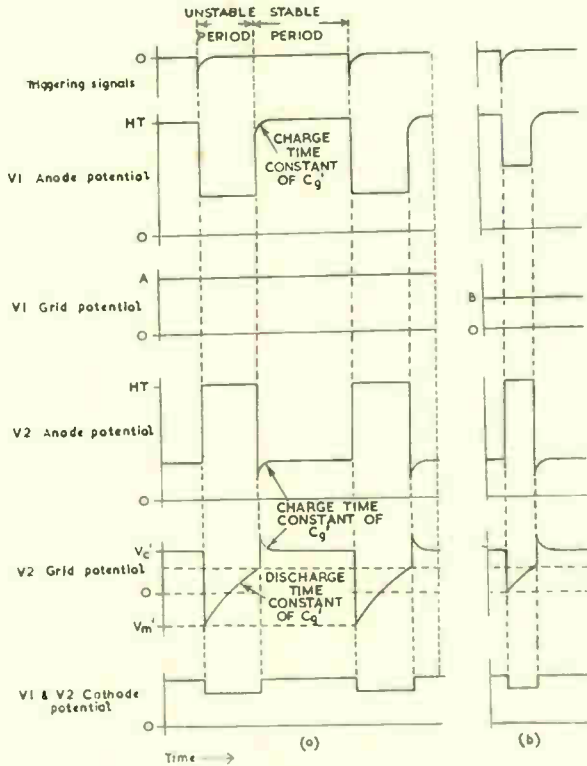 UNSTABLE STABLE
PERIOD PERIOD
O
Triggering signals
HT
CHARGE
TIME
CONSTANT
OF Cg'
V1 Anode potential
O
A
V1 Grid potential
O
B
O
HT
V2 Anode potential
O
CHARGE TIME
CONSTANT OF
Cg'
Vc'
V2 Grid potential
O
DISCHARGE
TIME
CONSTANT
OF Cg'
Vm'
V1 & V2 Cathode
potential
O
(a)
(b)
Time